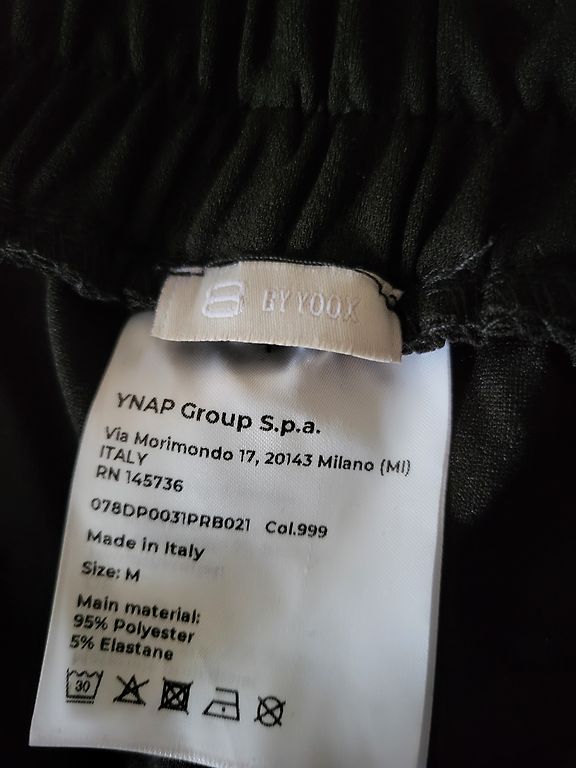 8 BY YOOX
YNAP Group S.p.a.
Via Morimondo 17, 20143 Milano (MI)
ITALY
RN 145736
078DP0031PRB021 Col.999
Made in Italy
Size: M
Main material:
95% Polyester
5% Elastane
30